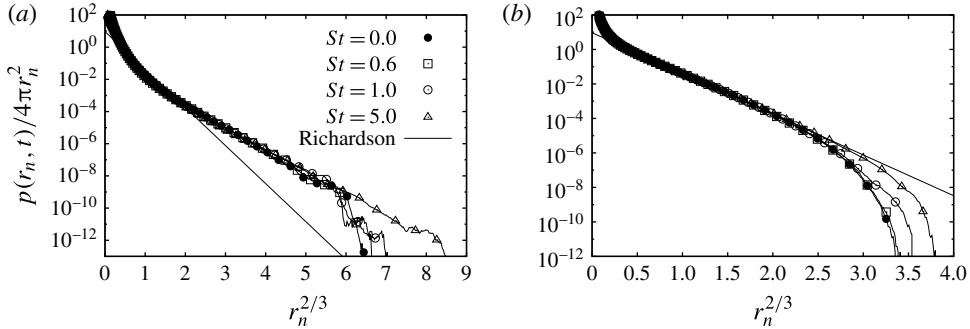 (a)
10^2
10^0
10^−2
10^−4
10^−6
10^−8
10^−10
10^−12
p(r_n, t)/4πr_n^2
St = 0.0
St = 0.6
St = 1.0
St = 5.0
Richardson
0 1 2 3 4 5 6 7 8 9
r_n^{2/3}
(b)
10^2
10^0
10^−2
10^−4
10^−6
10^−8
10^−10
10^−12
0 0.5 1.0 1.5 2.0 2.5 3.0 3.5 4.0
r_n^{2/3}